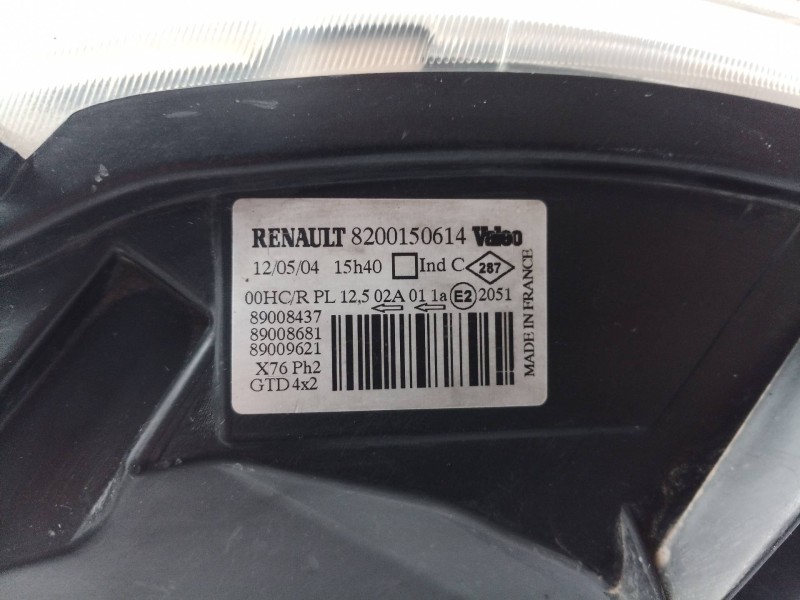 RENAULT 8200150614 Valeo
12/05/04 15h40 Ind C 287
00HC/R PL 12,5 02A 01 1a E2 2051
89008437
89008681
89009621
X76 Ph2
GTD 4x2
MADE IN FRANCE